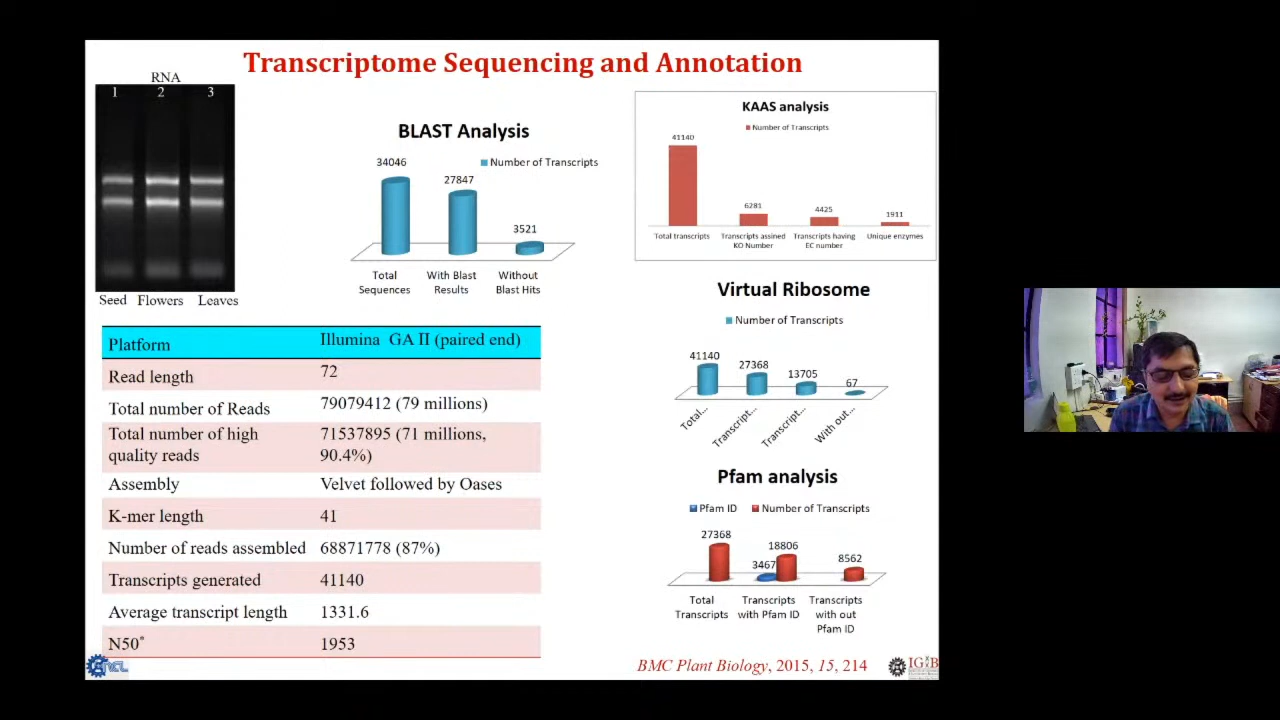 Transcriptome Sequencing and Annotation
RNA
1 2 3
Seed Flowers Leaves
BLAST Analysis
Number of Transcripts
34046
27847
3521
Total Sequences
With Blast Results
Without Blast Hits
KAAS analysis
Number of Transcripts
41140
6281
4425
1911
Total transcripts
Transcripts assined KO Number
Transcripts having EC number
Unique enzymes
Virtual Ribosome
Number of Transcripts
41140
27368
13705
67
Total...
Transcript...
Transcript...
With out...
Pfam analysis
Pfam ID Number of Transcripts
27368
3467
18806
8562
Total Transcripts
Transcripts with Pfam ID
Transcripts with out Pfam ID
Platform Illumina GA II (paired end)
Read length 72
Total number of Reads 79079412 (79 millions)
Total number of high quality reads 71537895 (71 millions, 90.4%)
Assembly Velvet followed by Oases
K-mer length 41
Number of reads assembled 68871778 (87%)
Transcripts generated 41140
Average transcript length 1331.6
N50* 1953
NCL
BMC Plant Biology, 2015, 15, 214
IGIB